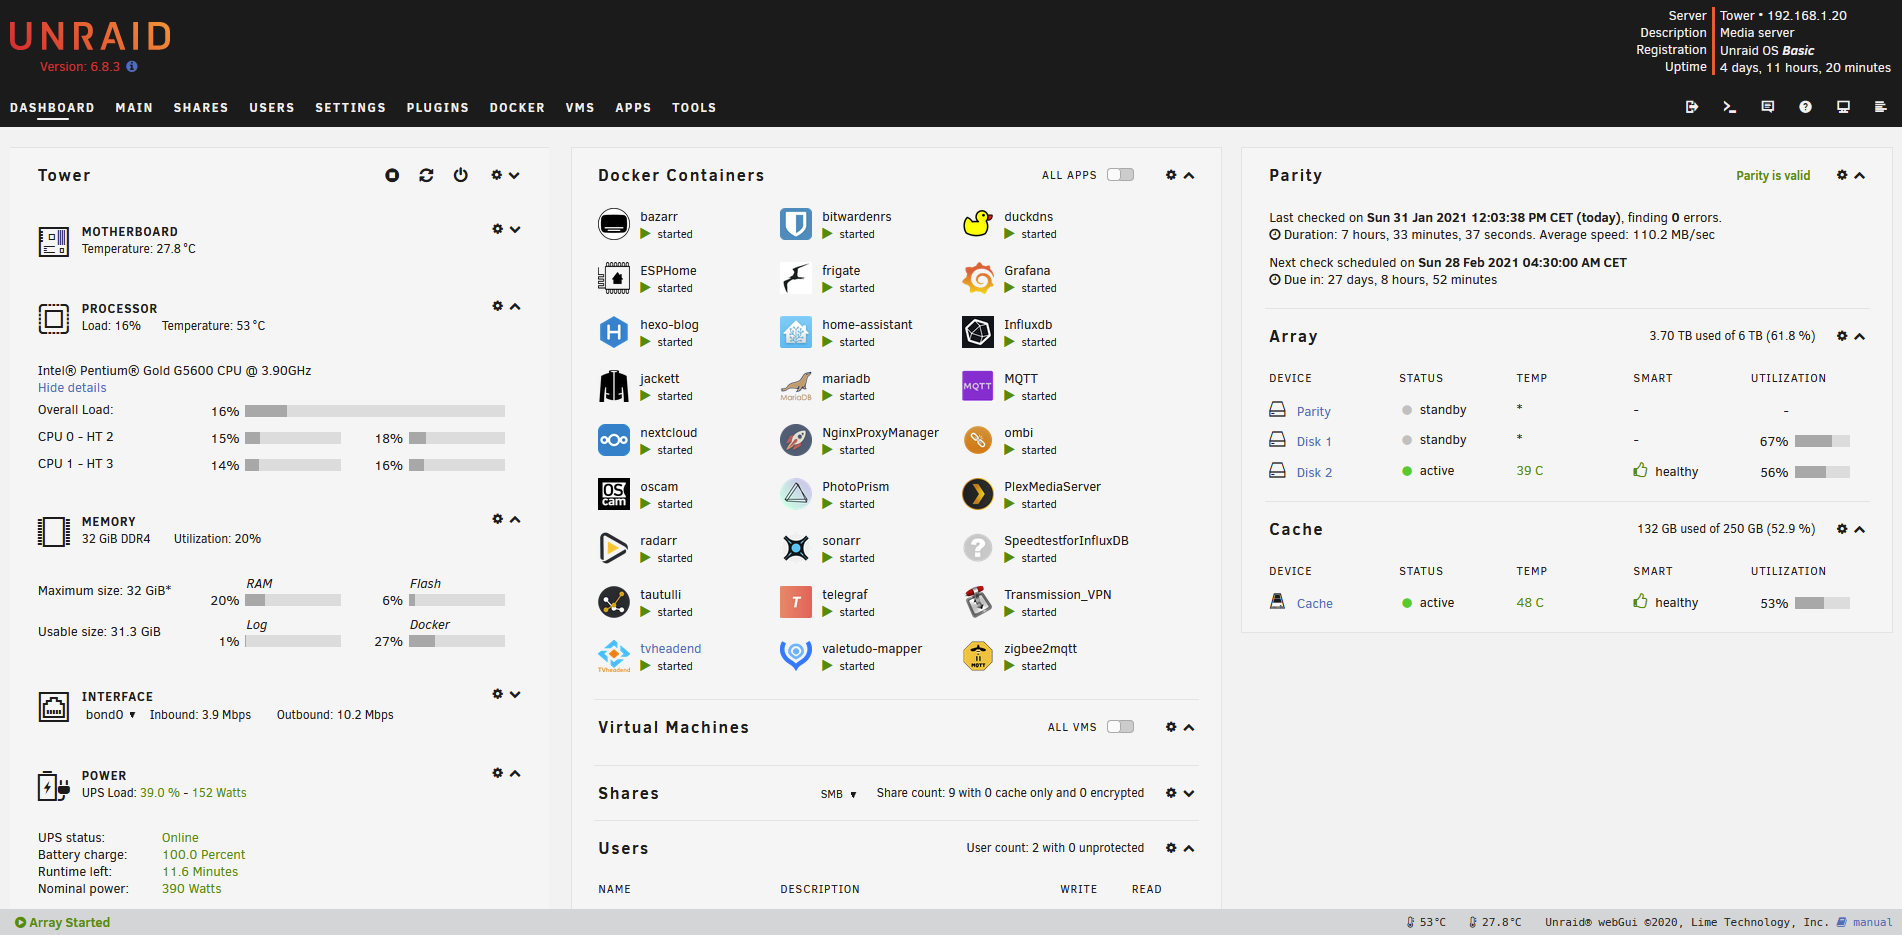 UNRAID
Version: 6.8.3
Server Tower • 192.168.1.20
Description Media server
Registration Unraid OS Basic
Uptime 4 days, 11 hours, 20 minutes
DASHBOARD MAIN SHARES USERS SETTINGS PLUGINS DOCKER VMS APPS TOOLS
Tower
MOTHERBOARD
Temperature: 27.8 °C
PROCESSOR
Load: 16% Temperature: 53 °C
Intel® Pentium® Gold G5600 CPU @ 3.90GHz
Hide details
Overall Load: 16%
CPU 0 - HT 2 15% 18%
CPU 1 - HT 3 14% 16%
MEMORY
32 GiB DDR4 Utilization: 20%
RAM Flash
Maximum size: 32 GiB* 20% 6%
Log Docker
Usable size: 31.3 GiB 1% 27%
INTERFACE
bond0 Inbound: 3.9 Mbps Outbound: 10.2 Mbps
POWER
UPS Load: 39.0 % - 152 Watts
UPS status: Online
Battery charge: 100.0 Percent
Runtime left: 11.6 Minutes
Nominal power: 390 Watts
Docker Containers ALL APPS
bazarr bitwardenrs duckdns
started started started
ESPHome frigate Grafana
started started started
hexo-blog home-assistant Influxdb
started started started
jackett mariadb MQTT
started started started
MariaDB MQTT
nextcloud NginxProxyManager ombi
started started started
oscam PhotoPrism PlexMediaServer
started started started
OS
cam
radarr sonarr SpeedtestforInfluxDB
started started started
tautulli telegraf Transmission_VPN
started started started
T
tvheadend valetudo-mapper zigbee2mqtt
started started started
TVheadend MQTT
Virtual Machines ALL VMS
Shares SMB Share count: 9 with 0 cache only and 0 encrypted
Users User count: 2 with 0 unprotected
NAME DESCRIPTION WRITE READ
Parity Parity is valid
Last checked on Sun 31 Jan 2021 12:03:38 PM CET (today), finding 0 errors.
Duration: 7 hours, 33 minutes, 37 seconds. Average speed: 110.2 MB/sec
Next check scheduled on Sun 28 Feb 2021 04:30:00 AM CET
Due in: 27 days, 8 hours, 52 minutes
Array 3.70 TB used of 6 TB (61.8 %)
DEVICE STATUS TEMP SMART UTILIZATION
Parity standby * - -
Disk 1 standby * - 67%
Disk 2 active 39 C healthy 56%
Cache 132 GB used of 250 GB (52.9 %)
DEVICE STATUS TEMP SMART UTILIZATION
Cache active 48 C healthy 53%
Array Started 53°C 27.8°C Unraid® webGui ©2020, Lime Technology, Inc. manual